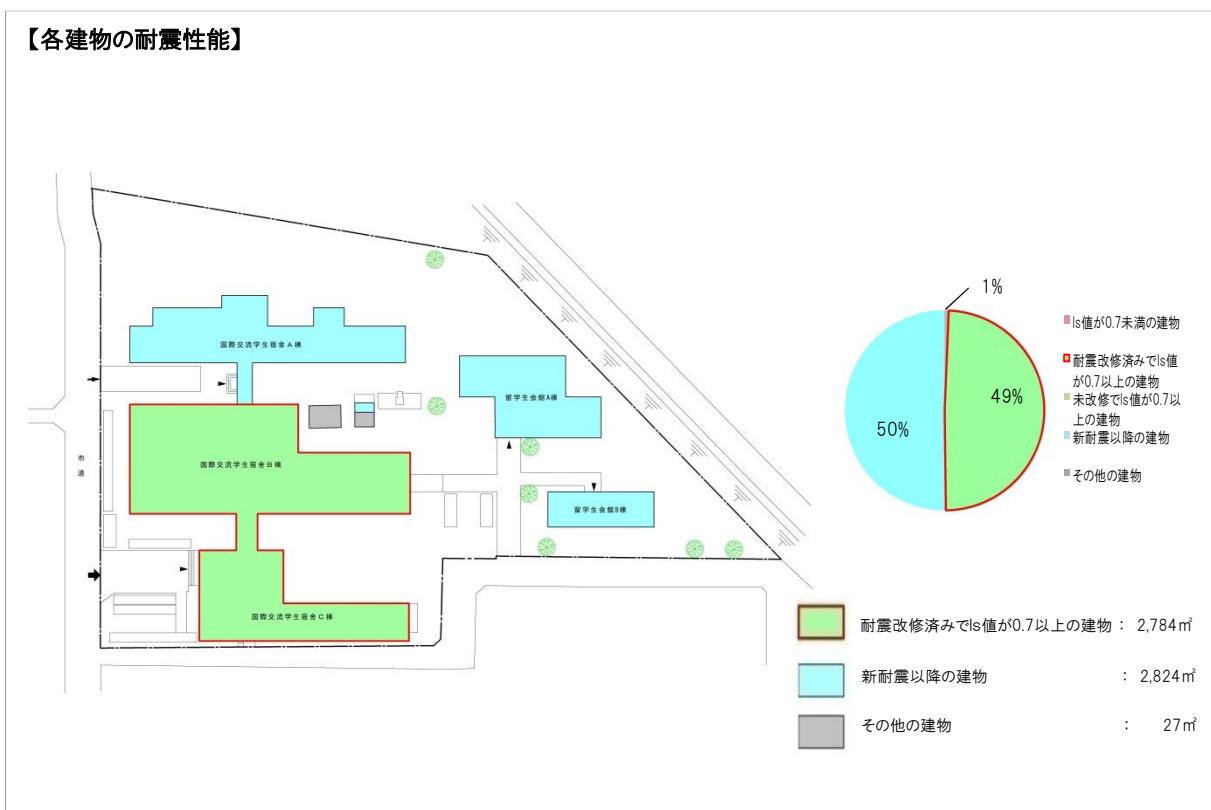 【各建物の耐震性能】
国際交流学生宿舎A棟
留学生会館A棟
国際交流学生宿舎B棟
市道
留学生会館B棟
国際交流学生宿舎C棟
1%
49%
50%
Is値が0.7未満の建物
耐震改修済みでIs値
が0.7以上の建物
未改修でIs値が0.7以
上の建物
新耐震以降の建物
その他の建物
耐震改修済みでIs値が0.7以上の建物 : 2,784㎡
新耐震以降の建物 : 2,824㎡
その他の建物 : 27㎡